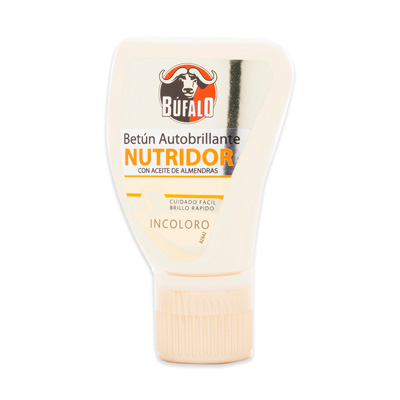 BÚFALO
Betún Autobrillante
NUTRIDOR
CON ACEITE DE ALMENDRAS
CUIDADO FÁCIL
BRILLO RÁPIDO
INCOLORO